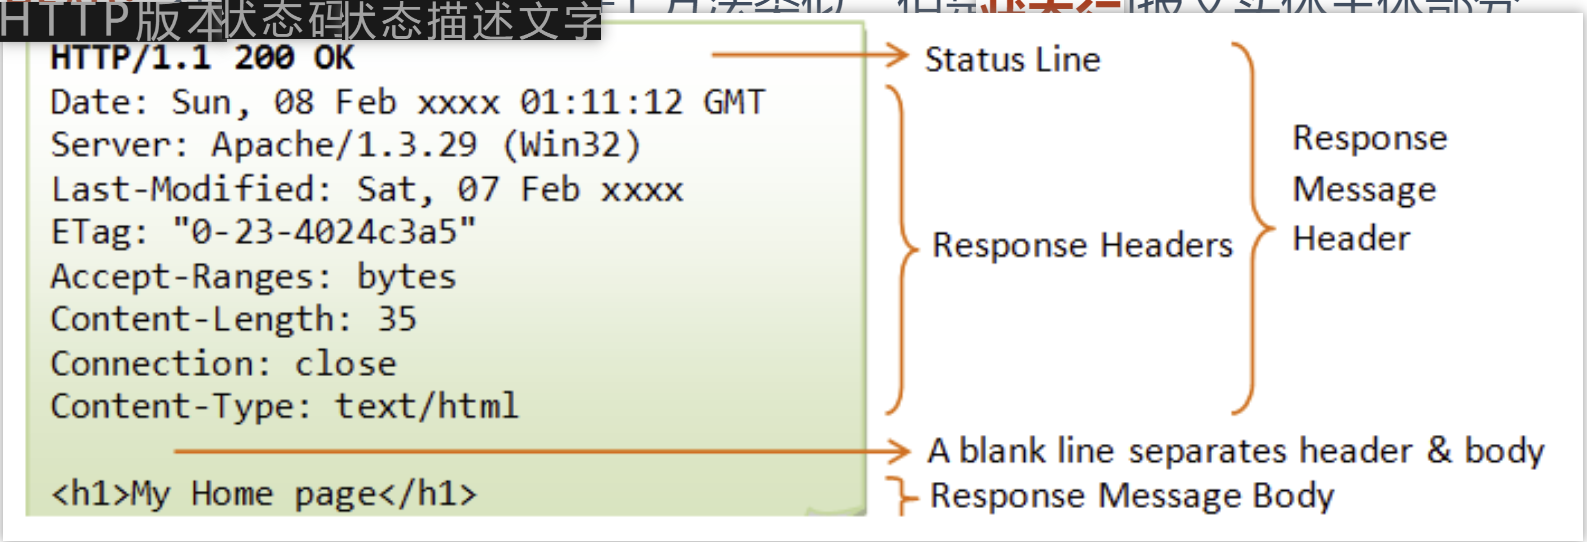 HTTP版本 状态码 状态描述文字
HTTP/1.1 200 OK
Status Line
Date: Sun, 08 Feb xxxx 01:11:12 GMT
Server: Apache/1.3.29 (Win32)
Last-Modified: Sat, 07 Feb xxxx
ETag: "0-23-4024c3a5"
Accept-Ranges: bytes
Content-Length: 35
Connection: close
Content-Type: text/html
Response Headers
Response
Message
Header
A blank line separates header & body
<h1>My Home page</h1>
Response Message Body